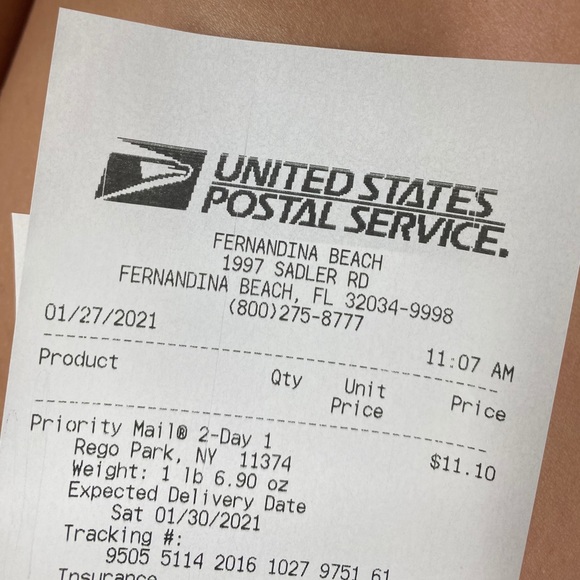 UNITED STATES
POSTAL SERVICE.
FERNANDINA BEACH
1997 SADLER RD
FERNANDINA BEACH, FL 32034-9998
(800)275-8777
01/27/2021 11:07 AM
Product Qty Unit Price
Price
Priority Mail® 2-Day 1 $11.10
Rego Park, NY 11374
Weight: 1 lb 6.90 oz
Expected Delivery Date
Sat 01/30/2021
Tracking #:
9505 5114 2016 1027 9751 61
Insurance